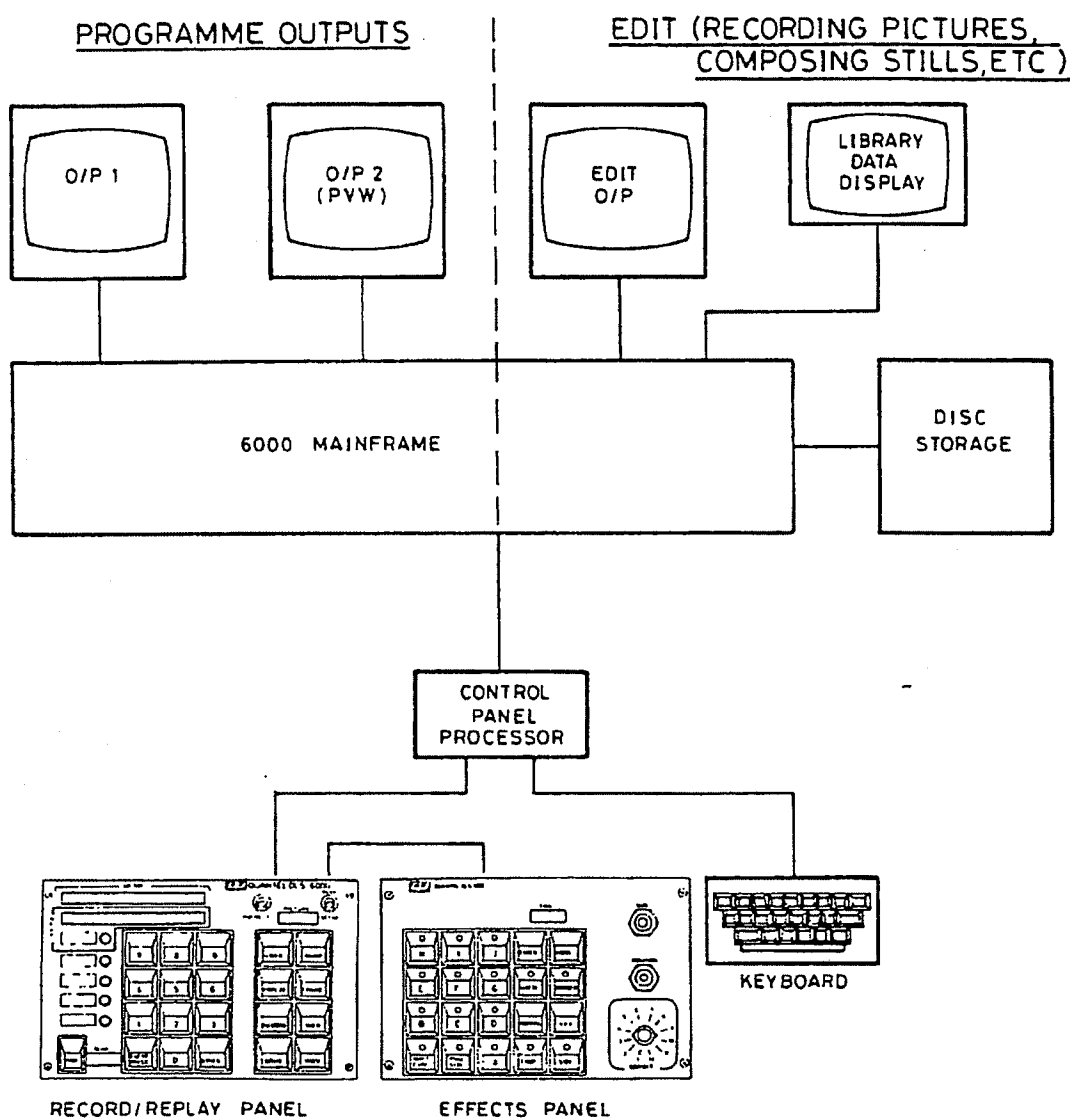 PROGRAMME OUTPUTS
EDIT (RECORDING PICTURES,
COMPOSING STILLS, ETC)
O/P 1
O/P 2
(PVW)
EDIT
O/P
LIBRARY
DATA
DISPLAY
6000 MAINFRAME
DISC
STORAGE
CONTROL
PANEL
PROCESSOR
KEYBOARD
RECORD/REPLAY PANEL
EFFECTS PANEL